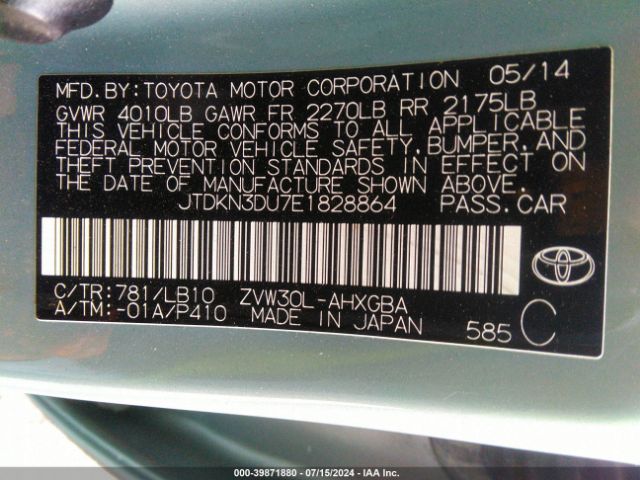 MFD. BY: TOYOTA MOTOR CORPORATION 05/14
GVWR 4010LB GAWR FR 2270LB RR 2175LB
THIS VEHICLE CONFORMS TO ALL APPLICABLE
FEDERAL MOTOR VEHICLE SAFETY, BUMPER, AND
THEFT PREVENTION STANDARDS IN EFFECT ON
THE DATE OF MANUFACTURE SHOWN ABOVE.
JTDKN3DU7E1828864 PASS. CAR
C/TR: 781/LB10 ZVW30L-AHXGBA
A/TM: -01A/P410 MADE IN JAPAN 585 C
000-39871880 - 07/15/2024 - IAA Inc.